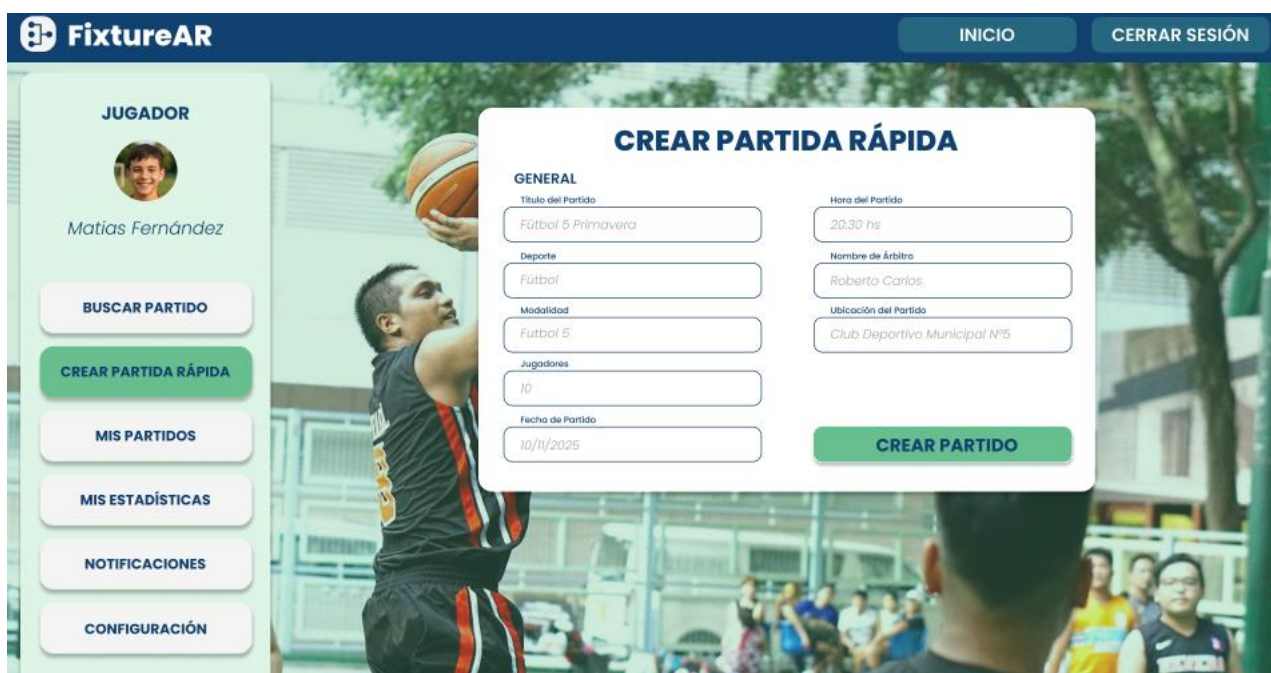 FixtureAR
INICIO
CERRAR SESIÓN
JUGADOR
Matias Fernández
BUSCAR PARTIDO
CREAR PARTIDA RÁPIDA
MIS PARTIDOS
MIS ESTADÍSTICAS
NOTIFICACIONES
CONFIGURACIÓN
CREAR PARTIDA RÁPIDA
GENERAL
Título del Partido
Fútbol 5 Primavera
Deporte
Fútbol
Modalidad
Futbol 5
Jugadores
10
Fecha de Partido
10/11/2025
Hora del Partido
20:30 hs
Nombre de Árbitro
Roberto Carlos
Ubicación del Partido
Club Deportivo Municipal Nº5
CREAR PARTIDO